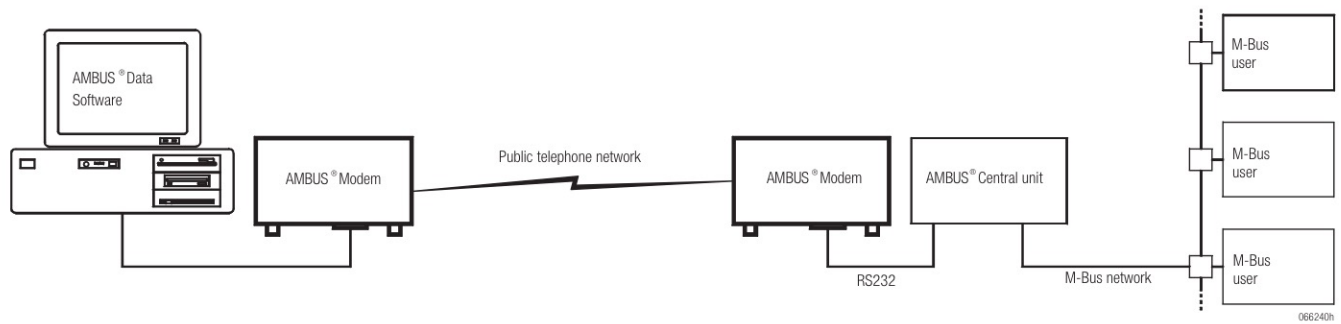 AMBUS® Data
Software
AMBUS® Modem
Public telephone network
AMBUS® Modem
AMBUS® Central unit
RS232
M-Bus network
M-Bus
user
M-Bus
user
M-Bus
user
066240h